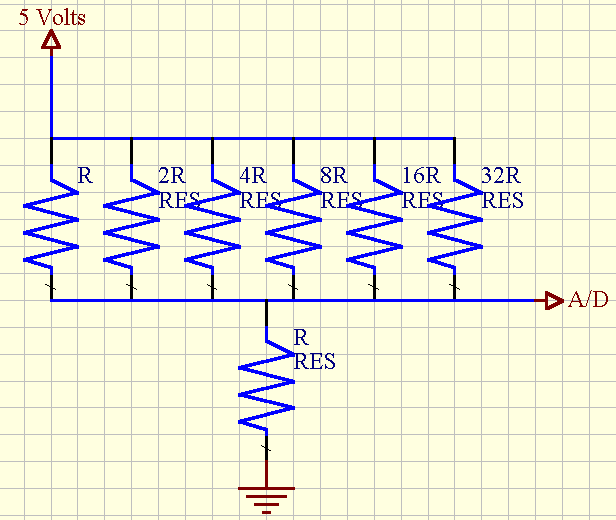 5 Volts
R 2R 4R 8R 16R 32R
RES RES RES RES RES
A/D
R
RES